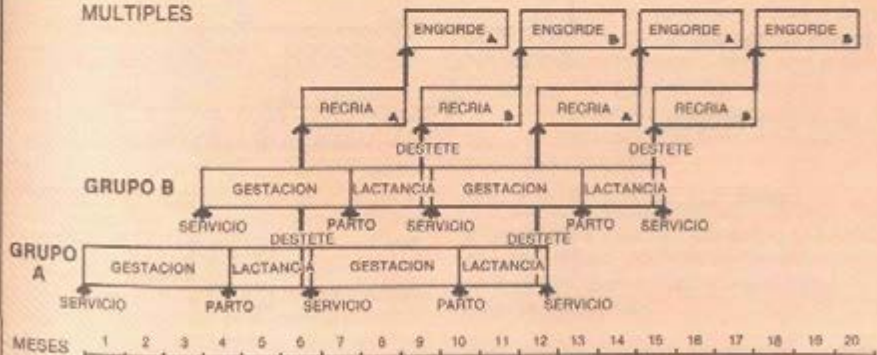 MULTIPLES
ENGORDE A ENGORDE B ENGORDE A ENGORDE B
RECRIA A RECRIA B RECRIA A RECRIA B
DESTETE DESTETE
GRUPO B GESTACION LACTANCIA GESTACION LACTANCIA
SERVICIO PARTO SERVICIO PARTO SERVICIO
DESTETE DESTETE
GRUPO A GESTACION LACTANCIA GESTACION LACTANCIA
SERVICIO PARTO SERVICIO PARTO SERVICIO
MESES 1 2 3 4 5 6 7 8 9 10 11 12 13 14 15 16 17 18 19 20